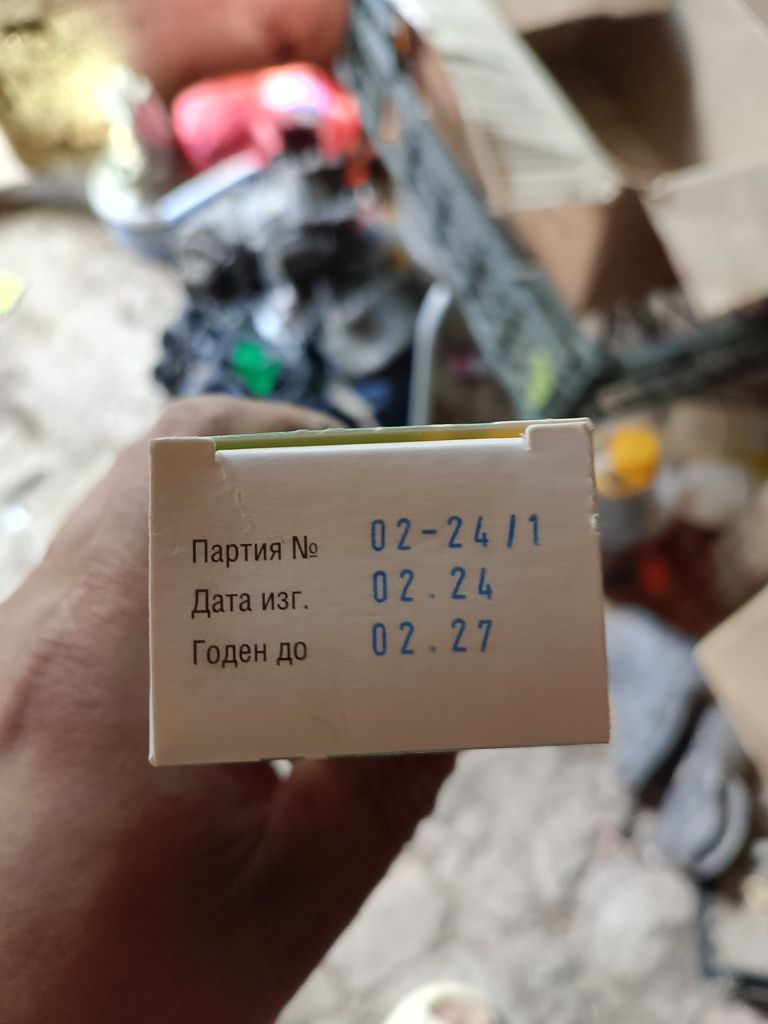 Партия № 02-24/1
Дата изг. 02.24
Годен до 02.27